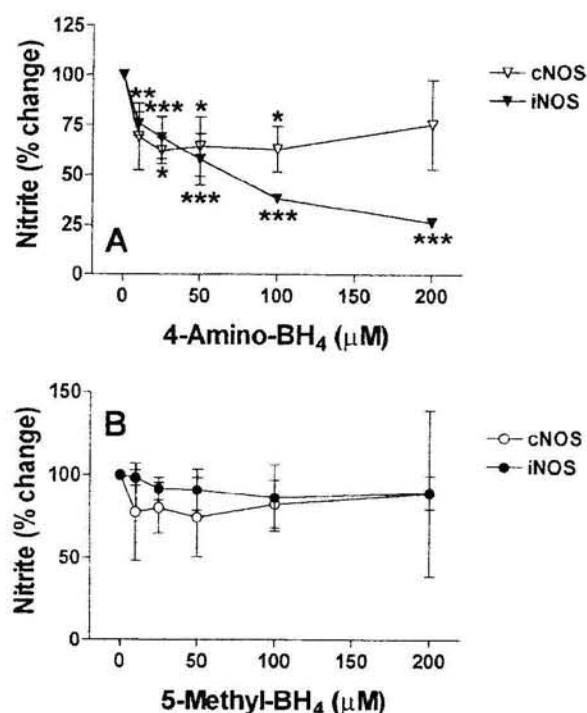 125
100
75
50
25
0
Nitrite (% change)
** 
*** * *
*
*** *** ***
A
0 50 100 150 200
4-Amino-BH₄ (μM)
cNOS
iNOS
150
100
50
0
Nitrite (% change)
B
0 50 100 150 200
5-Methyl-BH₄ (μM)
cNOS
iNOS